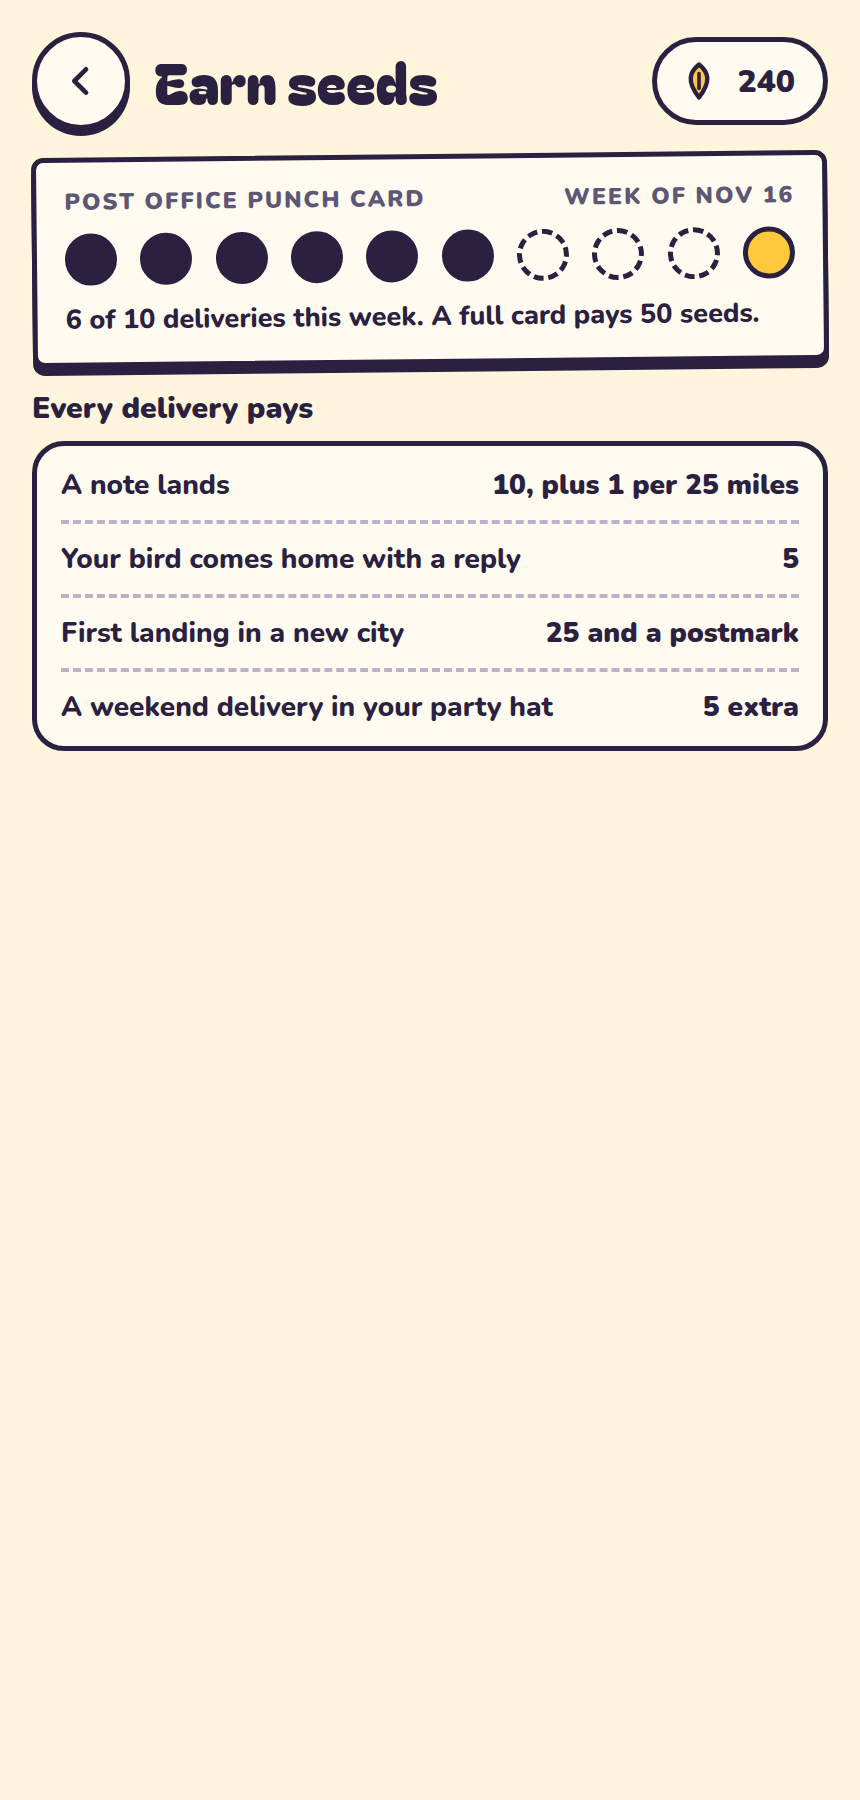 Earn seeds
240
POST OFFICE PUNCH CARD
WEEK OF NOV 16
6 of 10 deliveries this week. A full card pays 50 seeds.
Every delivery pays
A note lands
10, plus 1 per 25 miles
Your bird comes home with a reply
5
First landing in a new city
25 and a postmark
A weekend delivery in your party hat
5 extra